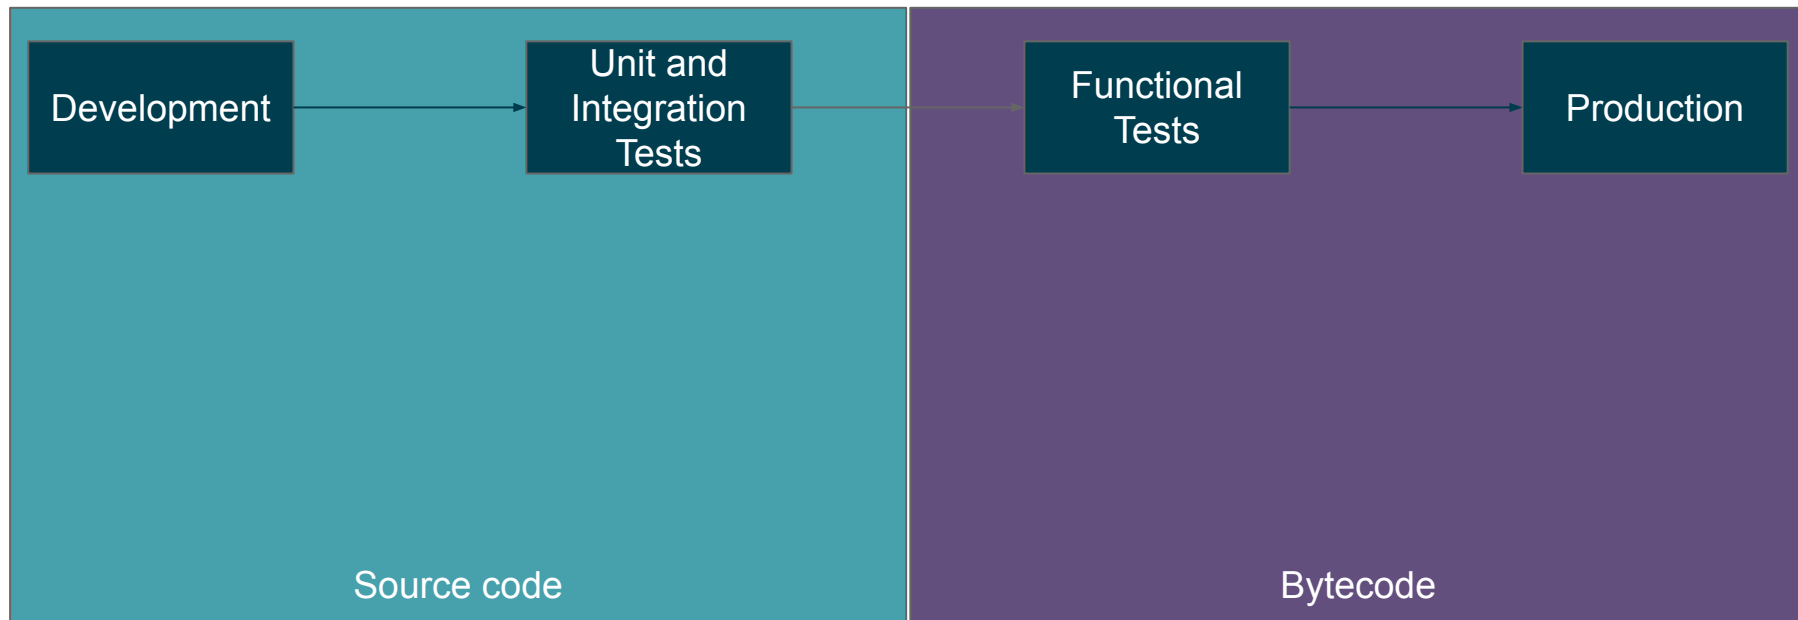 Development
Unit and
Integration
Tests
Functional
Tests
Production
Source code
Bytecode